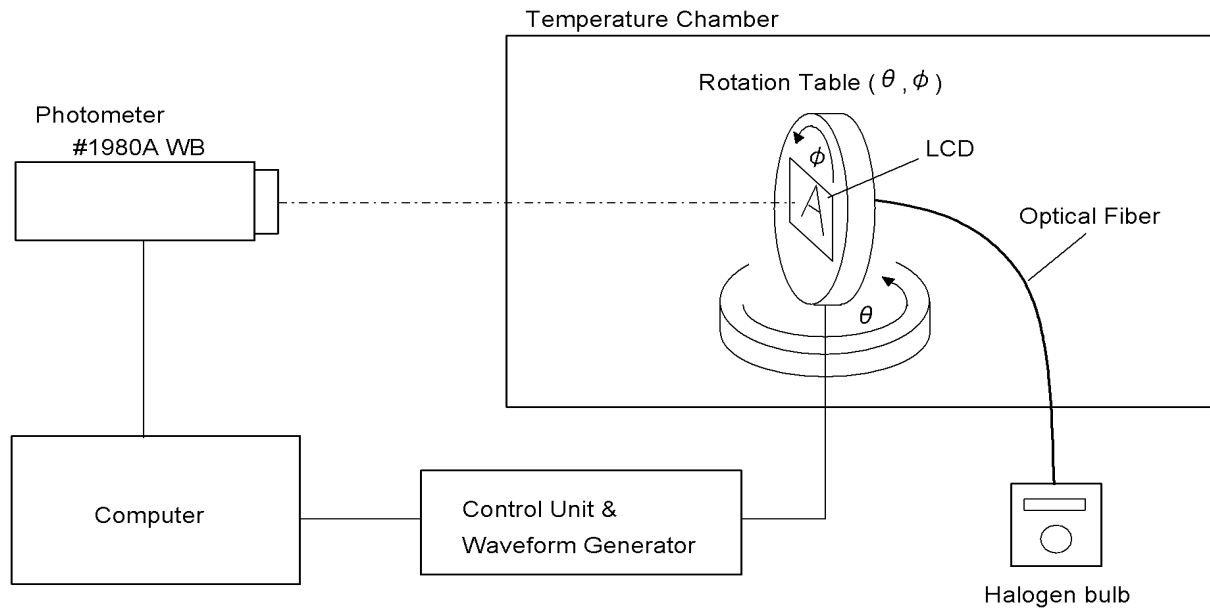 Temperature Chamber
Rotation Table ( θ , ϕ )
Photometer
#1980A WB
ϕ
LCD
A
Optical Fiber
θ
Computer
Control Unit &
Waveform Generator
Halogen bulb